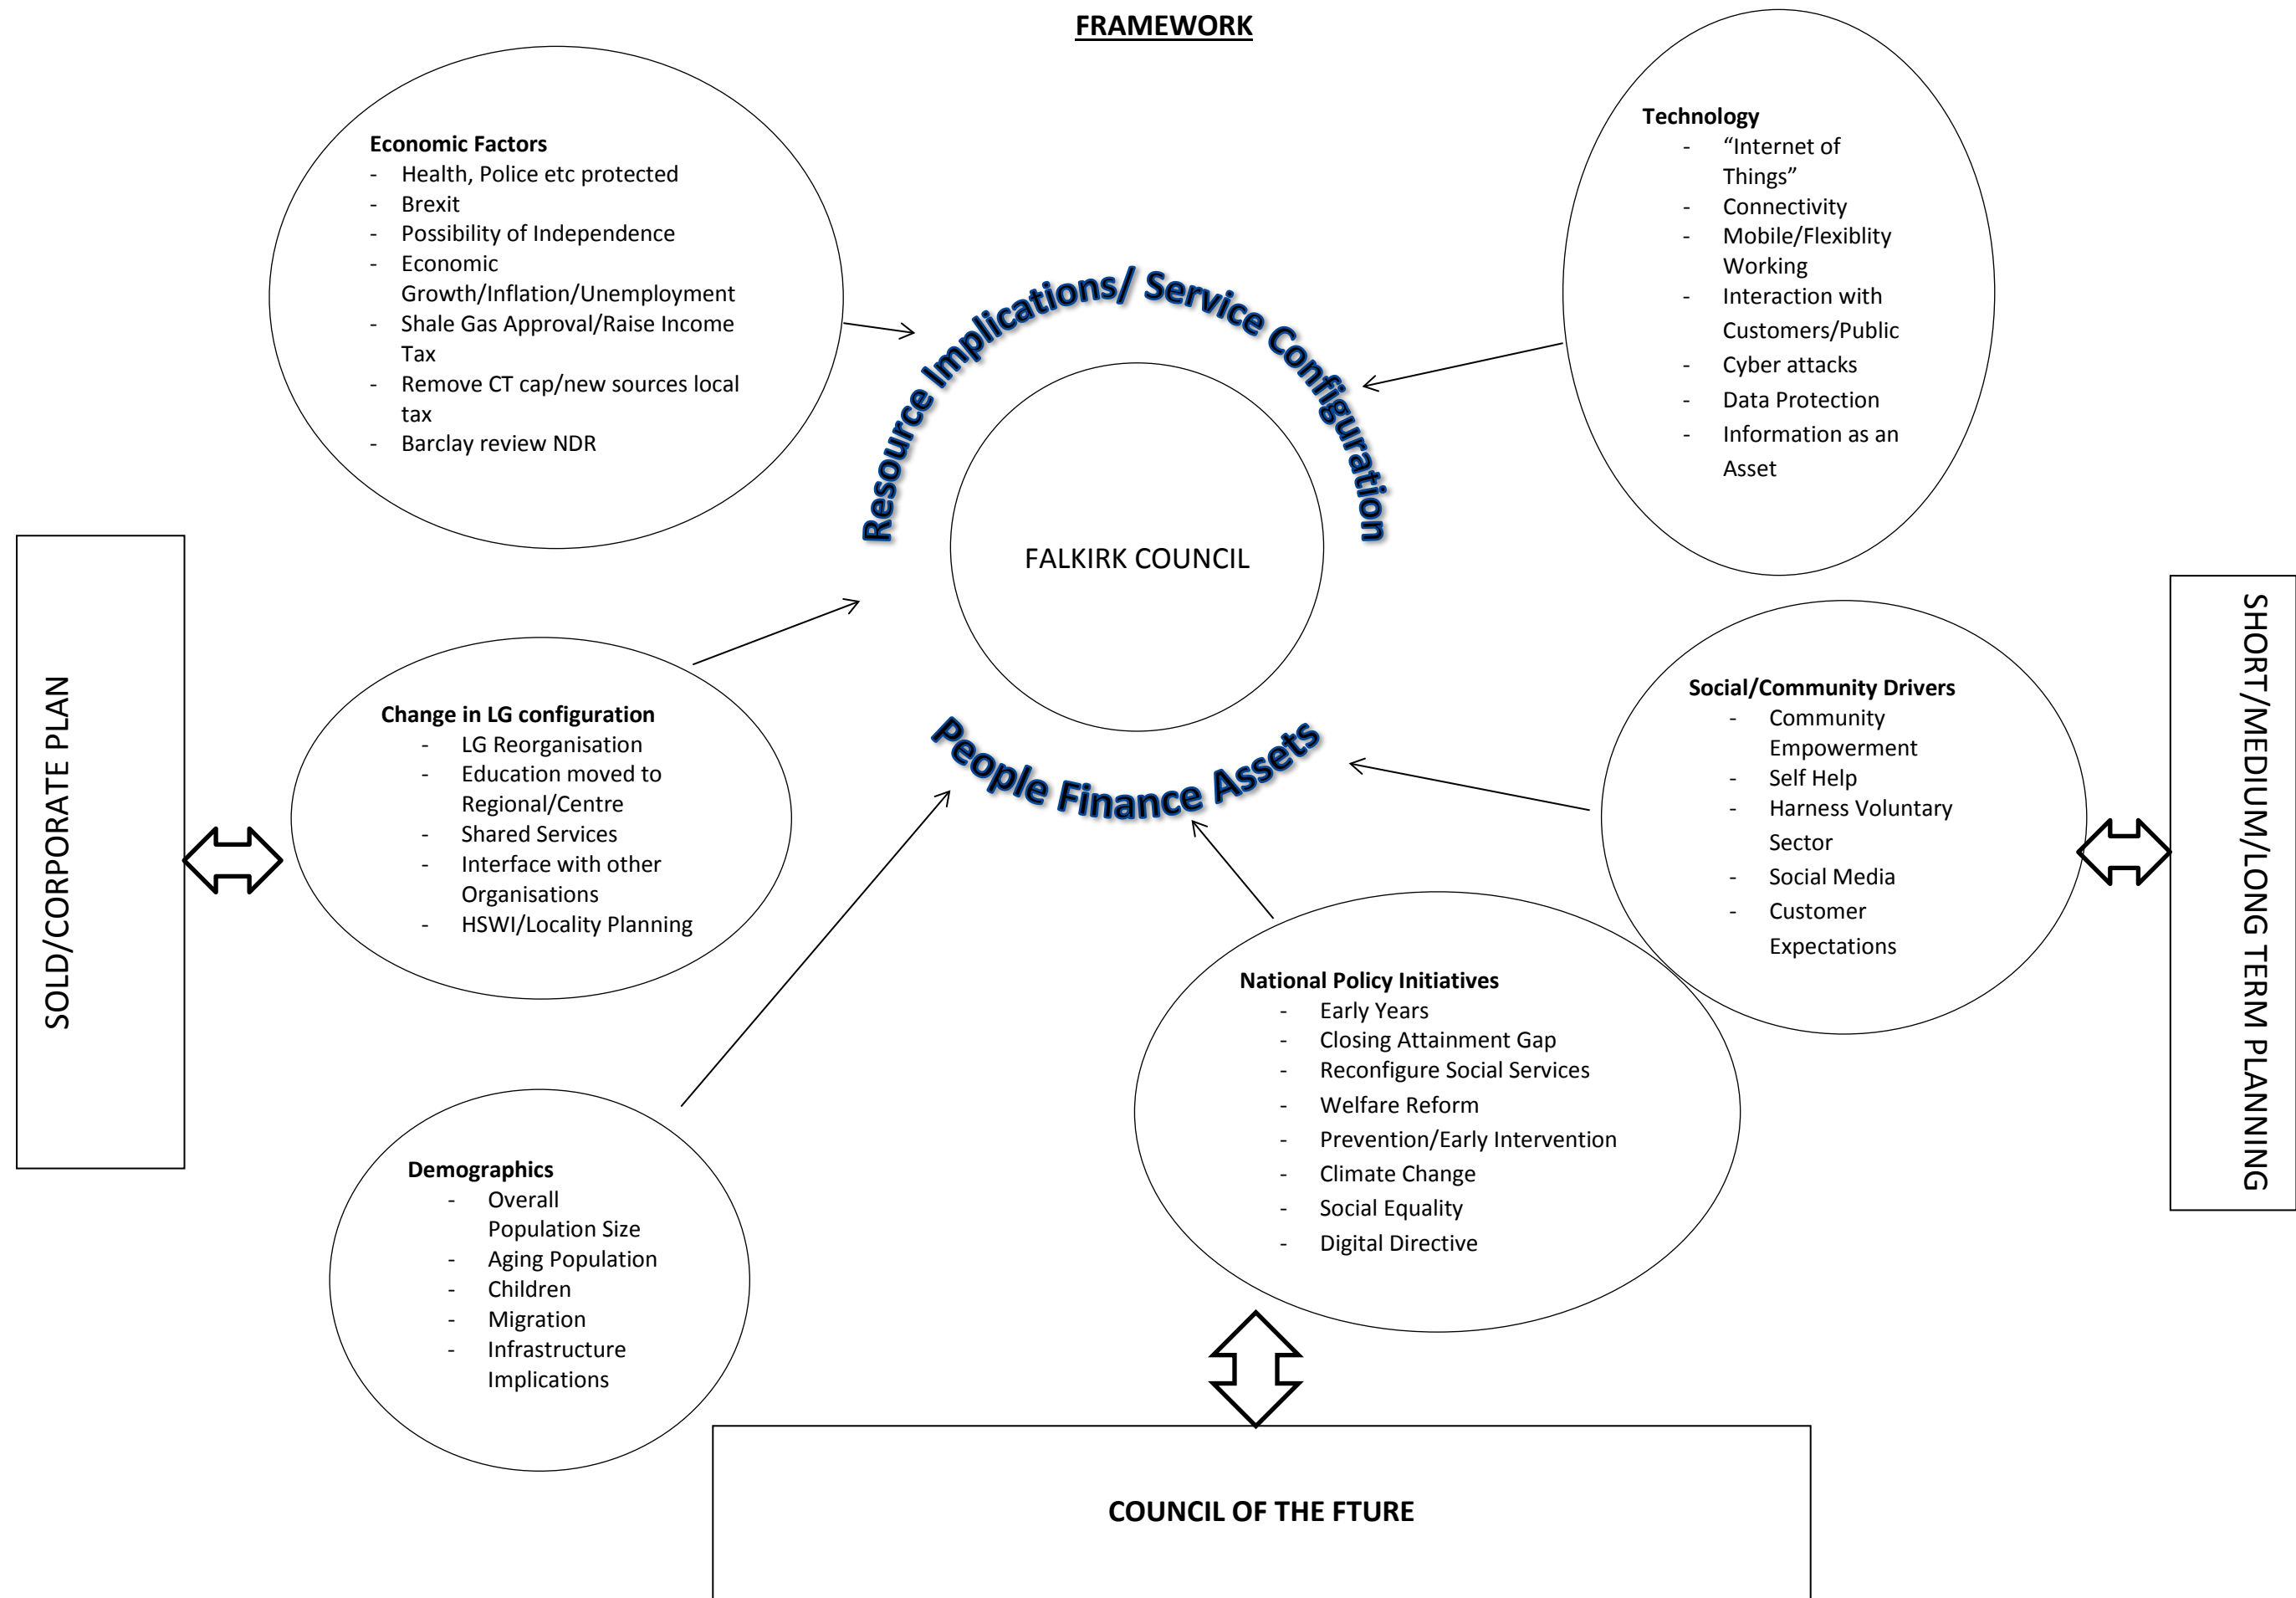 FRAMEWORK
Economic Factors
- Health, Police etc protected
- Brexit
- Possibility of Independence
- Economic
Growth/Inflation/Unemployment
- Shale Gas Approval/Raise Income
Tax
- Remove CT cap/new sources local
tax
- Barclay review NDR
Technology
- “Internet of
Things”
- Connectivity
- Mobile/Flexiblity
Working
- Interaction with
Customers/Public
- Cyber attacks
- Data Protection
- Information as an
Asset
Resource Implications/ Service Configuration
FALKIRK COUNCIL
People Finance Assets
SOLD/CORPORATE PLAN
Change in LG configuration
- LG Reorganisation
- Education moved to
Regional/Centre
- Shared Services
- Interface with other
Organisations
- HSWI/Locality Planning
Social/Community Drivers
- Community
Empowerment
- Self Help
- Harness Voluntary
Sector
- Social Media
- Customer
Expectations
SHORT/MEDIUM/LONG TERM PLANNING
National Policy Initiatives
- Early Years
- Closing Attainment Gap
- Reconfigure Social Services
- Welfare Reform
- Prevention/Early Intervention
- Climate Change
- Social Equality
- Digital Directive
Demographics
- Overall
Population Size
- Aging Population
- Children
- Migration
- Infrastructure
Implications
COUNCIL OF THE FTURE